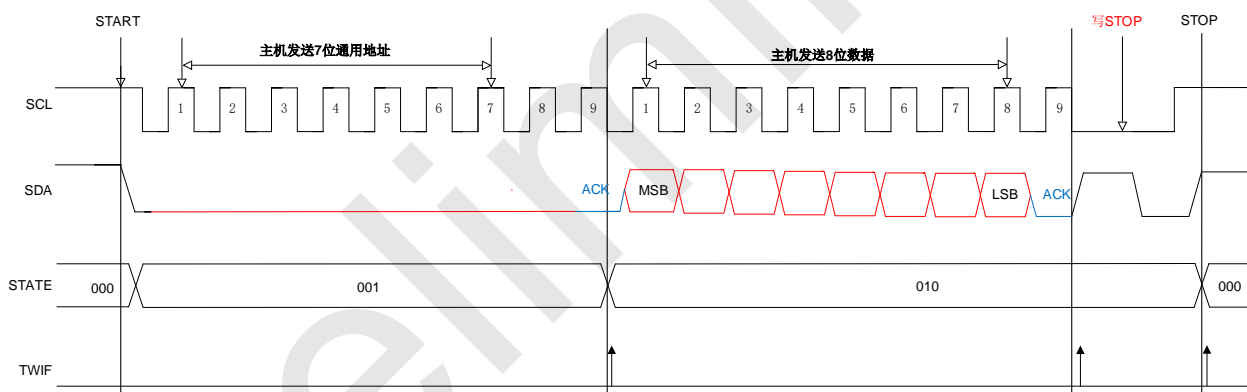 START
写STOP
STOP
主机发送7位通用地址
主机发送8位数据
SCL
1 2 3 4 5 6 7 8 9 1 2 3 4 5 6 7 8 9
SDA
ACK
MSB
LSB
ACK
STATE
000
001
010
000
TWIF